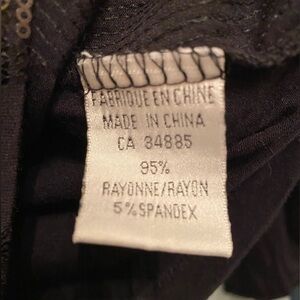 FABRIQUE EN CHINE
MADE IN CHINA
CA 34885
95%
RAYONNE/RAYON
5% SPANDEX